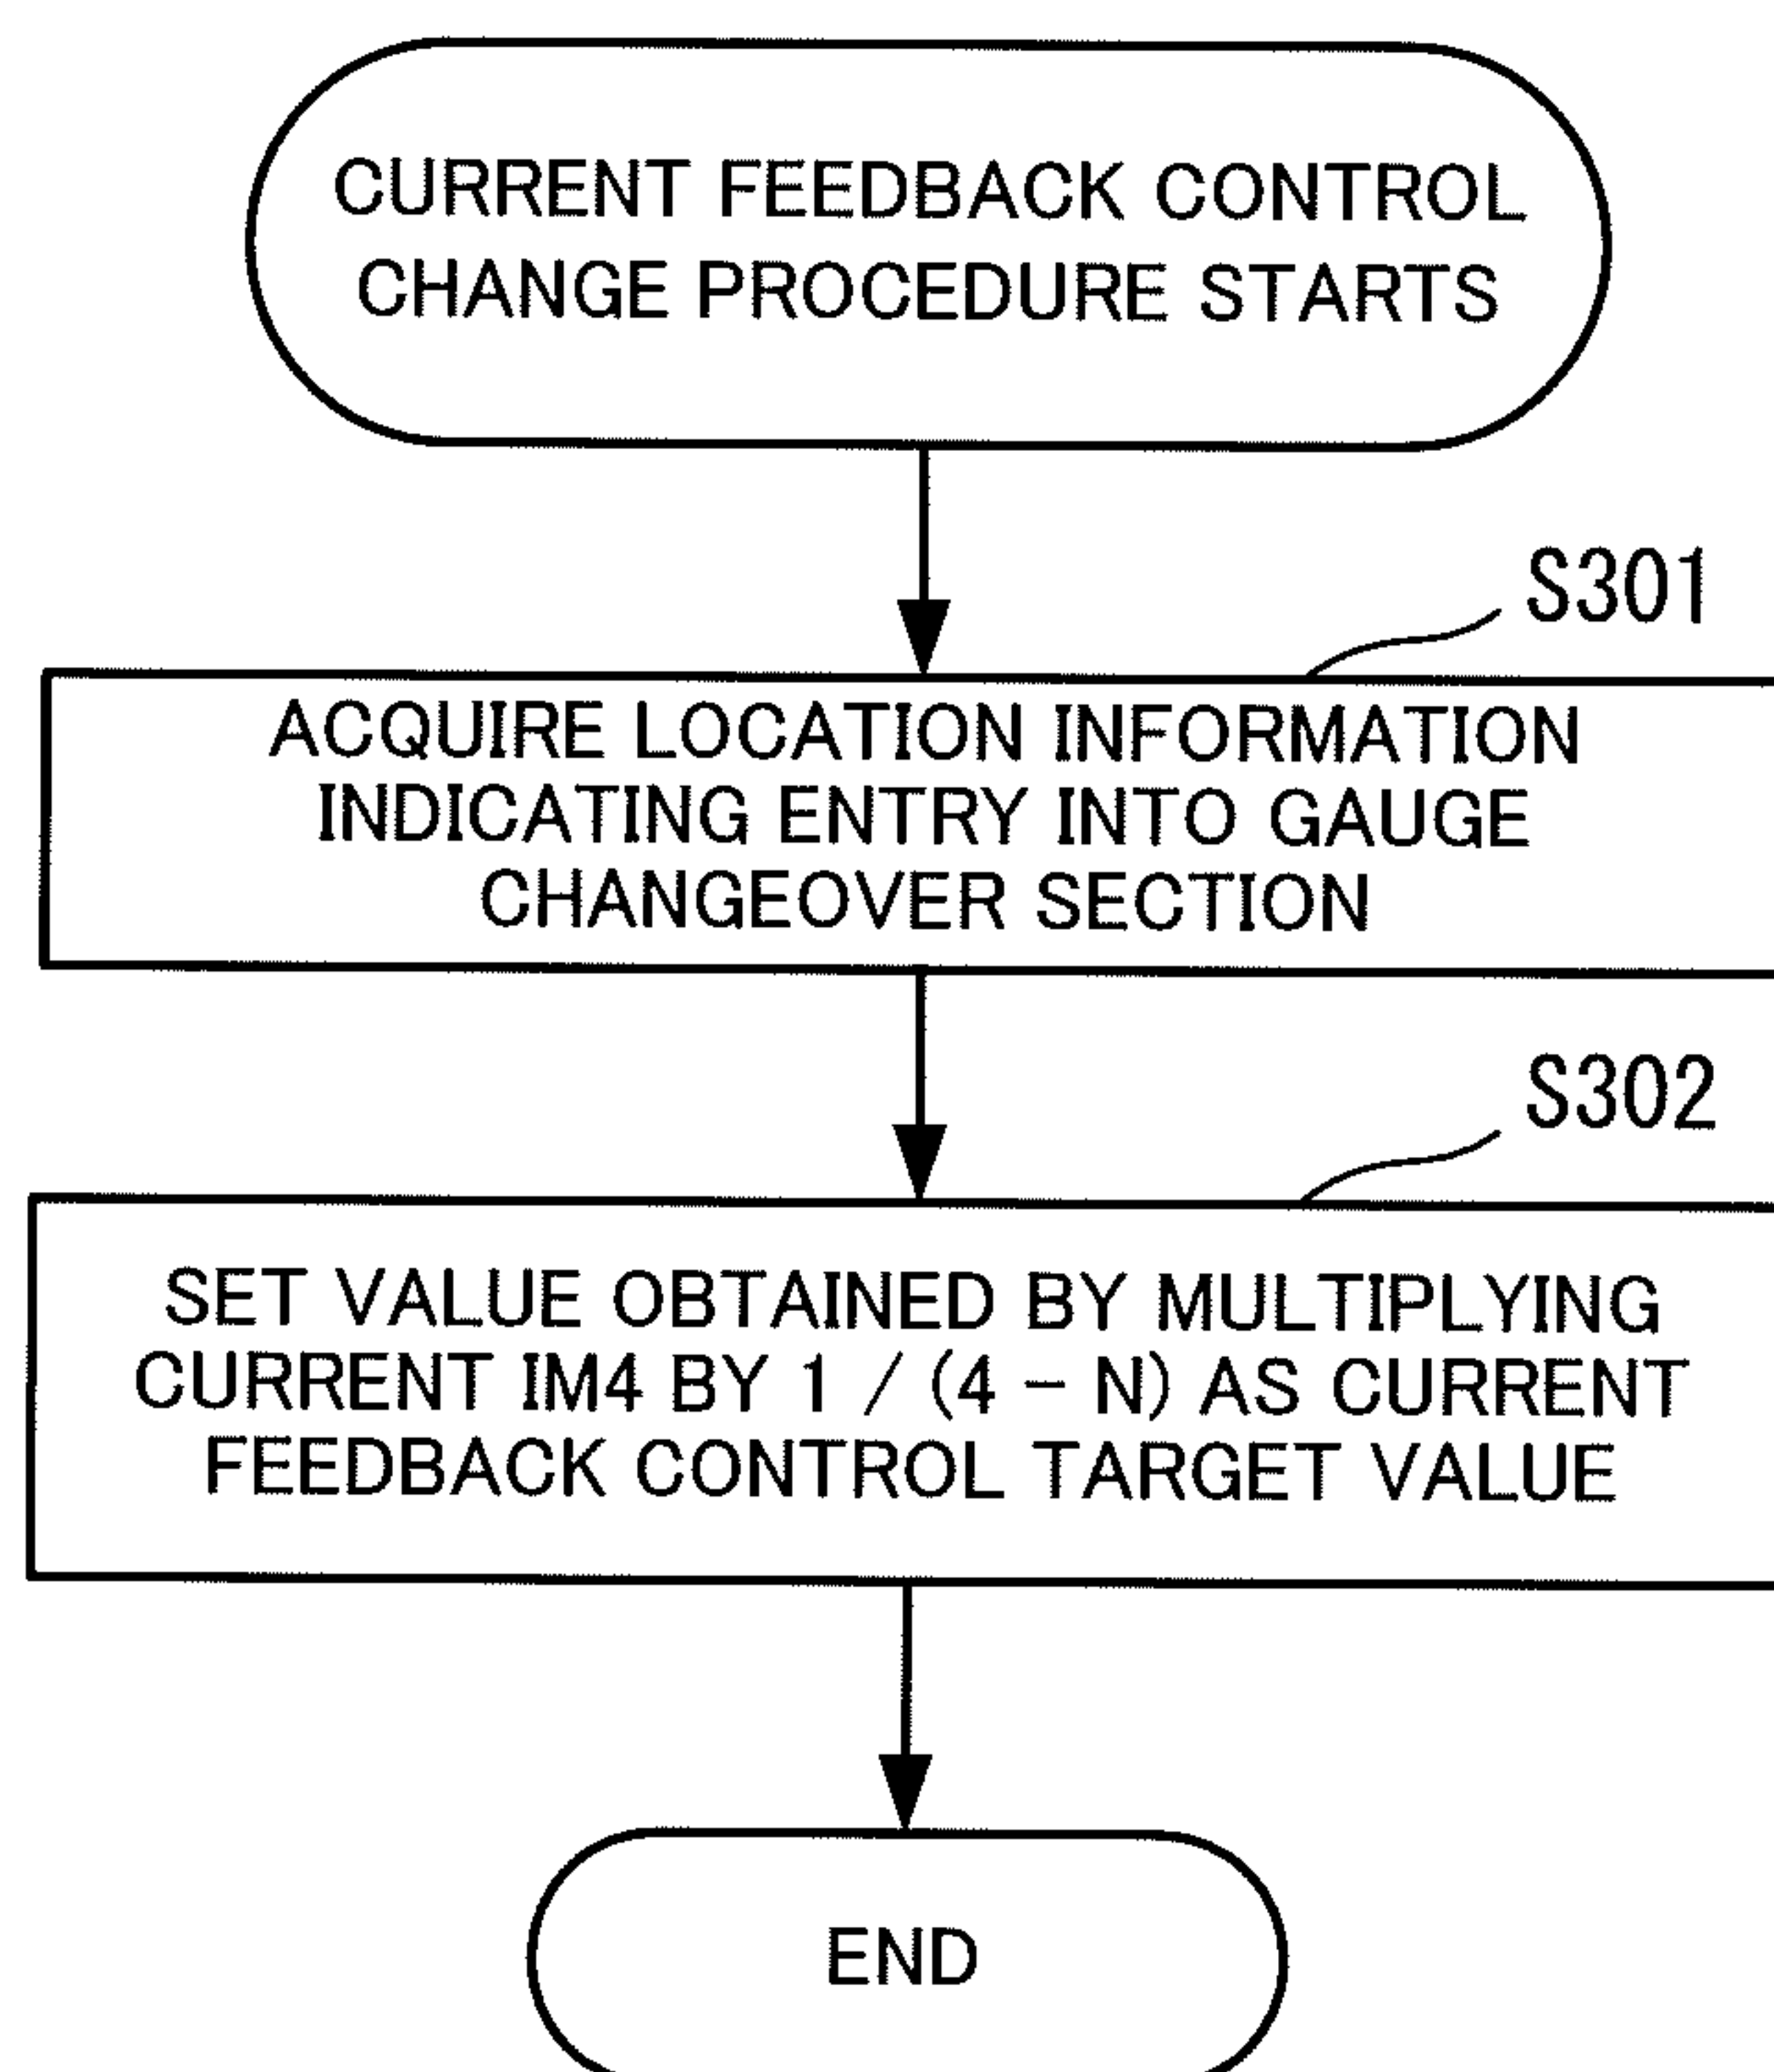 CURRENT FEEDBACK CONTROL
CHANGE PROCEDURE STARTS
S301
ACQUIRE LOCATION INFORMATION
INDICATING ENTRY INTO GAUGE
CHANGEOVER SECTION
S302
SET VALUE OBTAINED BY MULTIPLYING
CURRENT IM4 BY 1 / (4 - N) AS CURRENT
FEEDBACK CONTROL TARGET VALUE
END